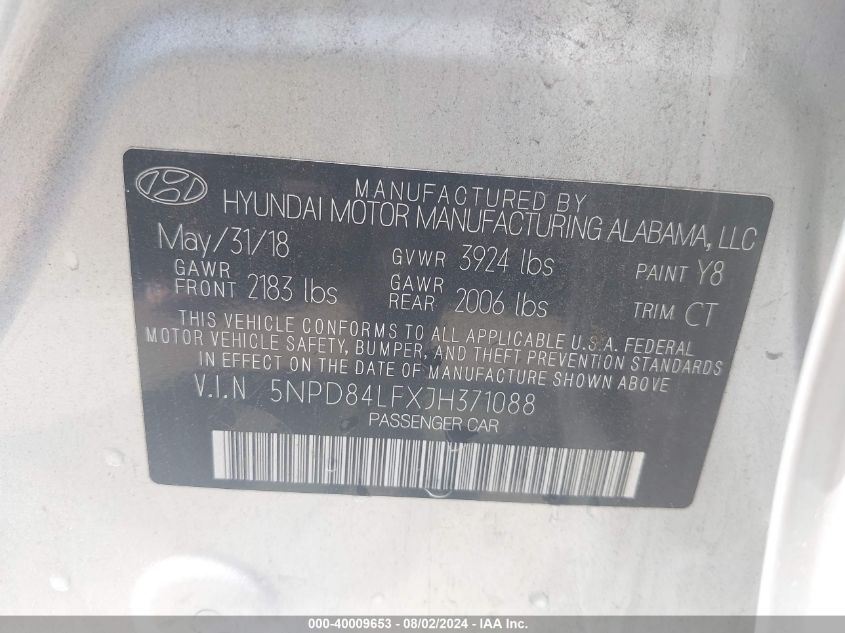 MANUFACTURED BY
HYUNDAI MOTOR MANUFACTURING ALABAMA, LLC
May/31/18 GVWR 3924 lbs PAINT Y8
GAWR FRONT 2183 lbs GAWR REAR 2006 lbs TRIM CT
THIS VEHICLE CONFORMS TO ALL APPLICABLE U.S.A. FEDERAL
MOTOR VEHICLE SAFETY, BUMPER, AND THEFT PREVENTION STANDARDS
IN EFFECT ON THE DATE OF MANUFACTURE SHOWN ABOVE
V.I.N 5NPD84LFXJH371088
PASSENGER CAR
000-40009653 - 08/02/2024 - IAA Inc.